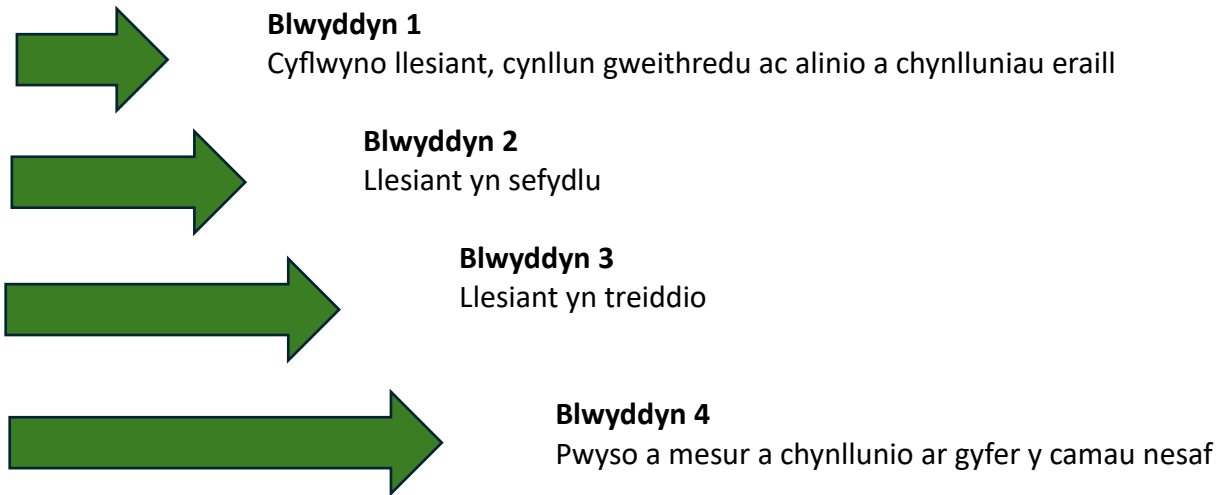 Blwyddyn 1
Cyflwyno llesiant, cynllun gweithredu ac alinio a chynlluniau eraill
Blwyddyn 2
Llesiant yn sefydlu
Blwyddyn 3
Llesiant yn treiddio
Blwyddyn 4
Pwyso a mesur a chynllunio ar gyfer y camau nesaf